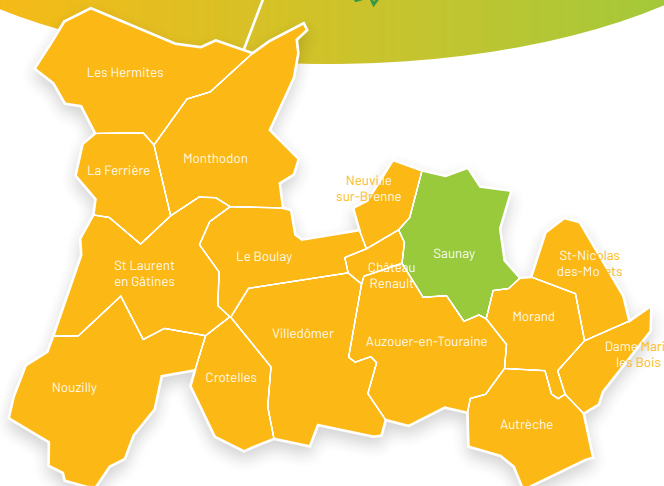 Les Hermites
Monthodon
La Ferrière
Neuville
sur-Brenne
Saunay
Le Boulay
Château
Renault
St Laurent
en Gâtines
St-Nicolas
des-Motets
Morand
Villedômer
Auzouer-en-Touraine
Dame Mari
les Bois
Crotelles
Nouzilly
Autrèche